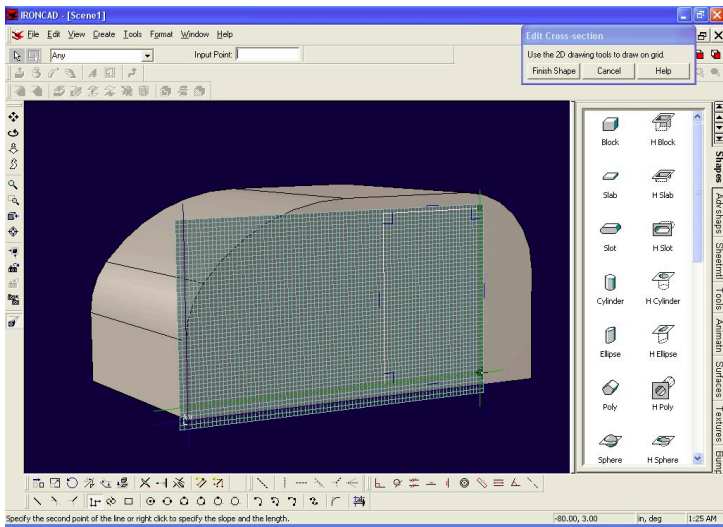 IRONCAD - [Scene1]
File Edit View Create Tools Format Window Help
Any
Input Point:
Edit Cross-section
Use the 2D drawing tools to draw on grid.
Finish Shape Cancel Help
Block H Block
Slab H Slab
Slot H Slot
Cylinder H Cylinder
Ellipse H Ellipse
Poly H Poly
Sphere H Sphere
Shapes
Adv shaps
Sheetmtl
Tools
Animatn
Surfaces
Textures
Bump
Specify the second point of the line or right click to specify the slope and the length.
-80.00, 3.00
in, deg
1:25 AM